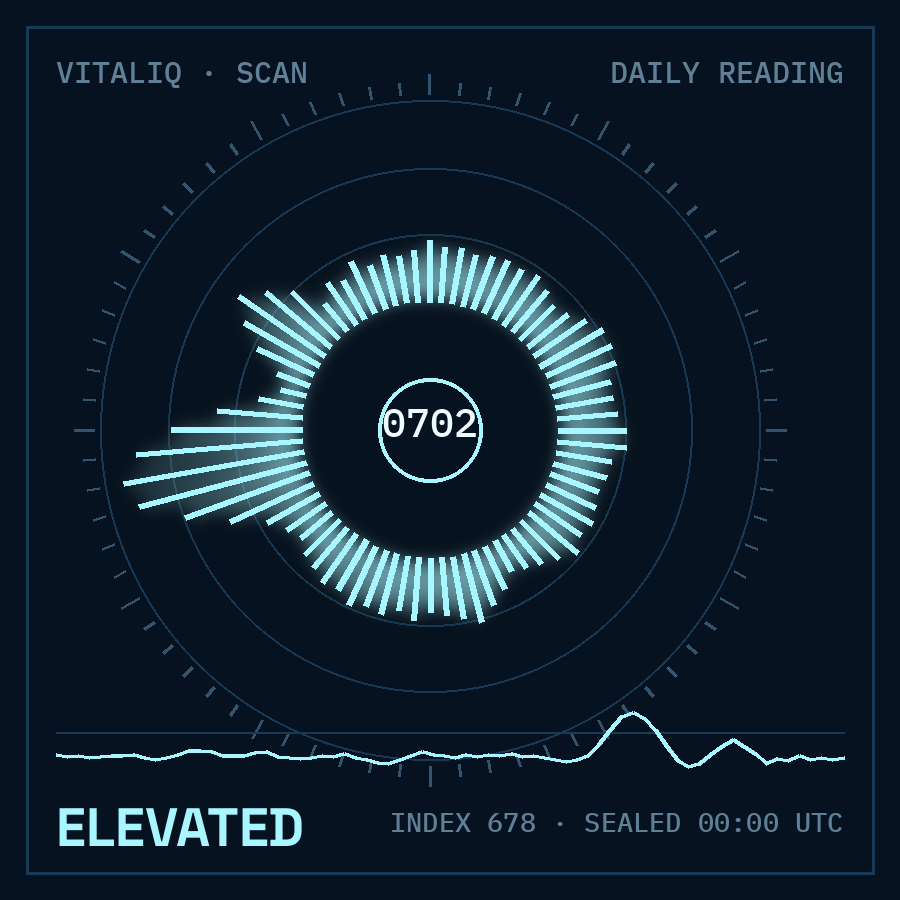 VITALIQ · SCAN
DAILY READING
0702
ELEVATED
INDEX 678 · SEALED 00:00 UTC